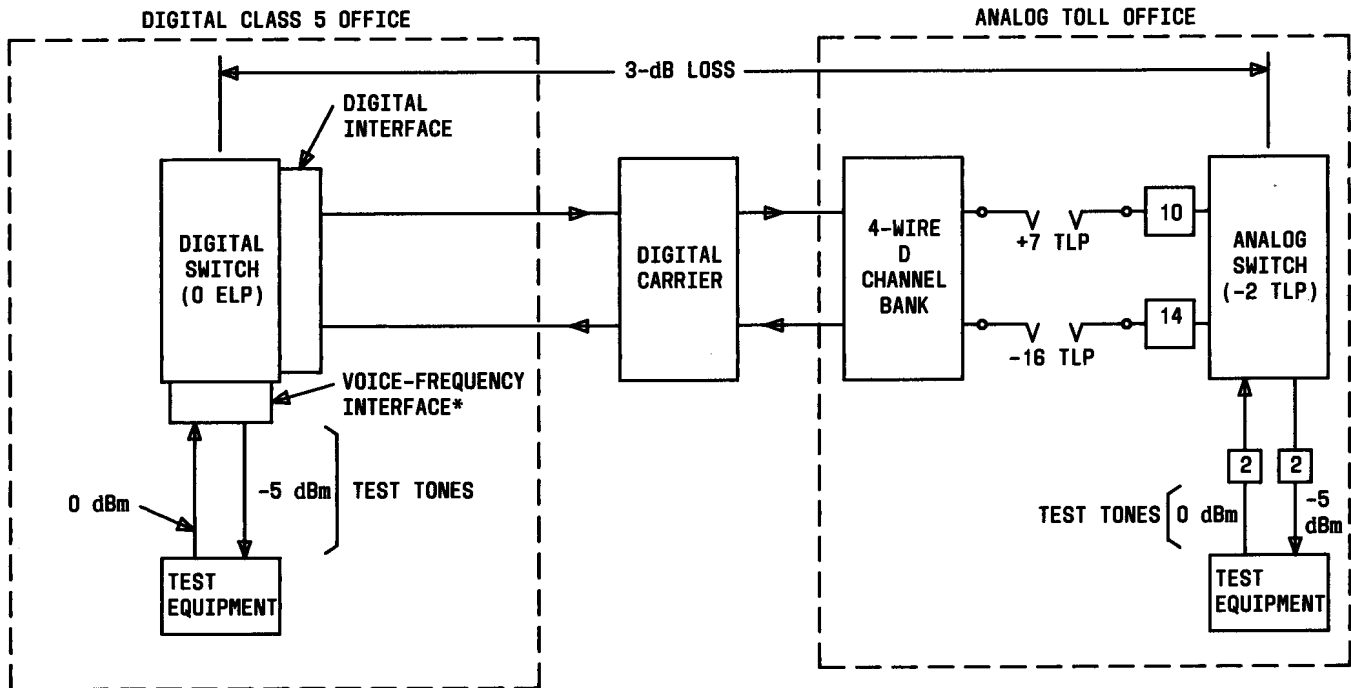 DIGITAL CLASS 5 OFFICE
ANALOG TOLL OFFICE
3-dB LOSS
DIGITAL
INTERFACE
DIGITAL
SWITCH
(0 ELP)
DIGITAL
CARRIER
4-WIRE
D
CHANNEL
BANK
+7 TLP
-16 TLP
10
14
ANALOG
SWITCH
(-2 TLP)
VOICE-FREQUENCY
INTERFACE*
0 dBm
-5 dBm
TEST TONES
TEST
EQUIPMENT
2
2
TEST TONES
0 dBm
-5
dBm
TEST
EQUIPMENT